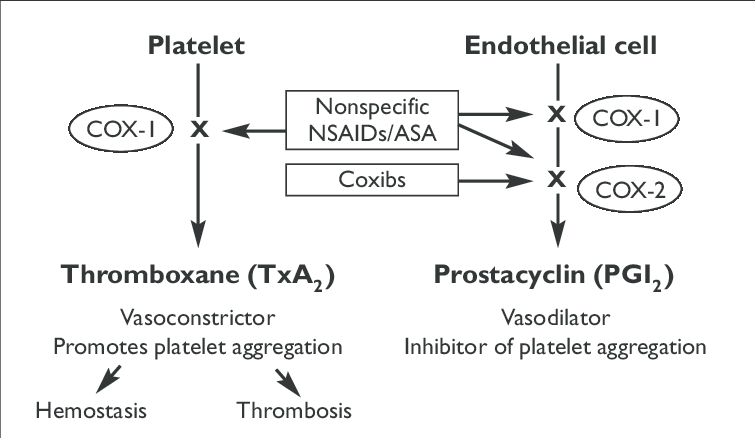 Platelet
Endothelial cell
Nonspecific
NSAIDs/ASA
COX-1
X
X
COX-1
Coxibs
X
COX-2
Thromboxane (TxA2)
Prostacyclin (PGI2)
Vasoconstrictor
Vasodilator
Promotes platelet aggregation
Inhibitor of platelet aggregation
Hemostasis
Thrombosis